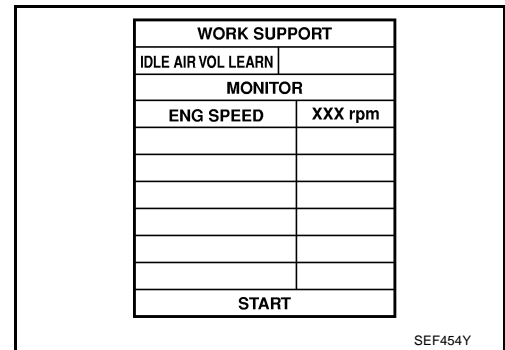 WORK SUPPORT
IDLE AIR VOL LEARN
MONITOR
ENG SPEED XXX rpm
START
SEF454Y